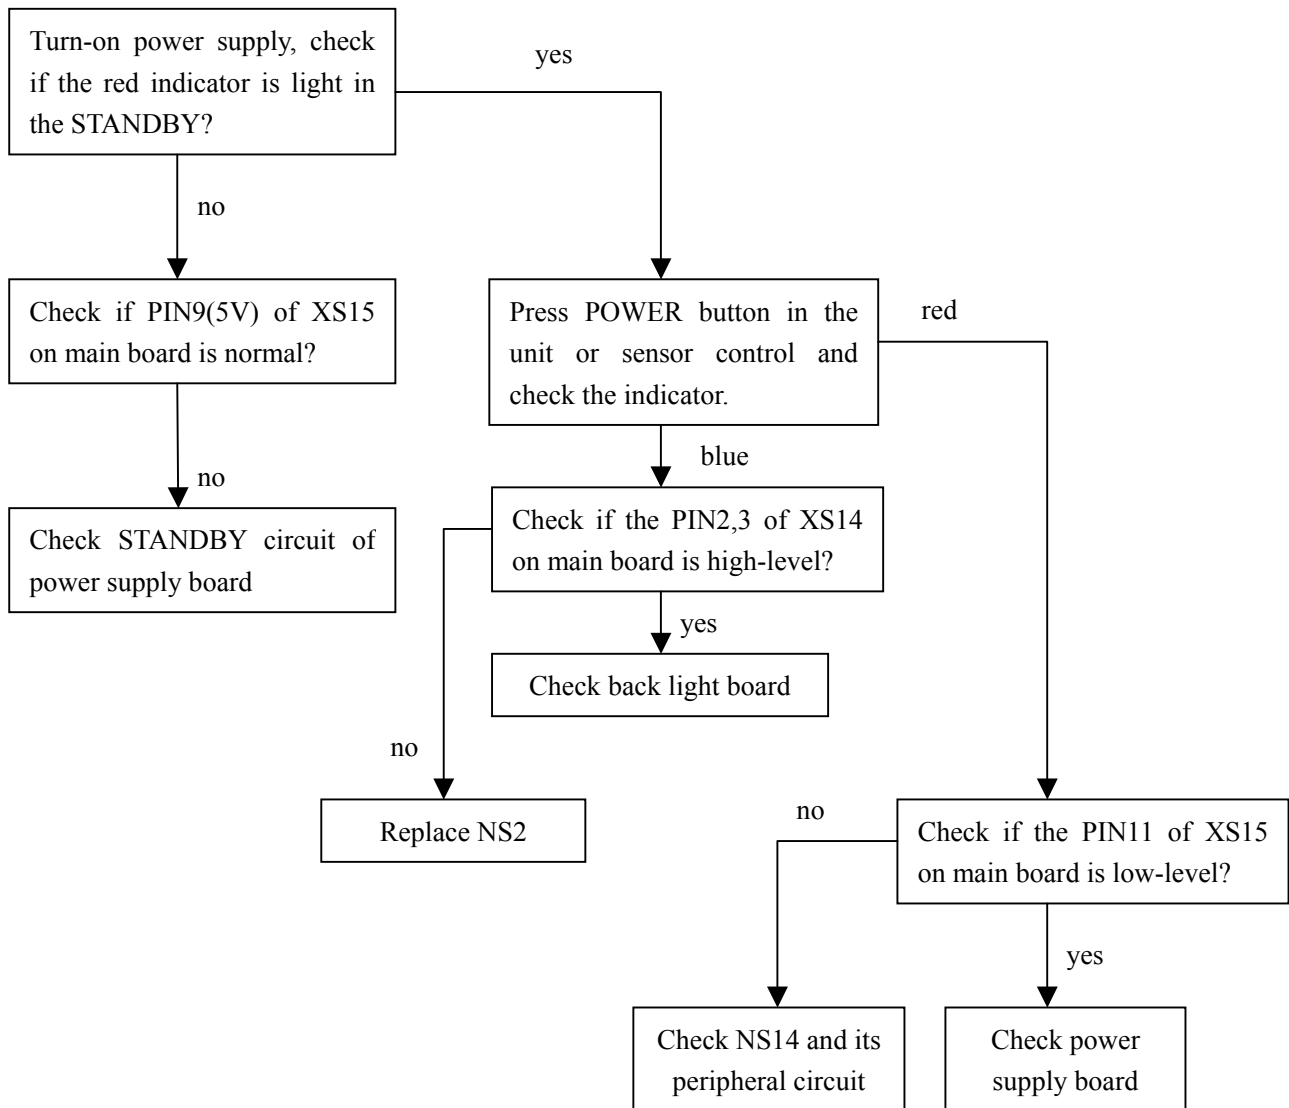 Turn-on power supply, check
if the red indicator is light in
the STANDBY?
yes
no
Check if PIN9(5V) of XS15
on main board is normal?
Press POWER button in the
unit or sensor control and
check the indicator.
red
blue
no
Check STANDBY circuit of
power supply board
Check if the PIN2,3 of XS14
on main board is high-level?
yes
Check back light board
no
Replace NS2
no
Check if the PIN11 of XS15
on main board is low-level?
yes
Check NS14 and its
peripheral circuit
Check power
supply board